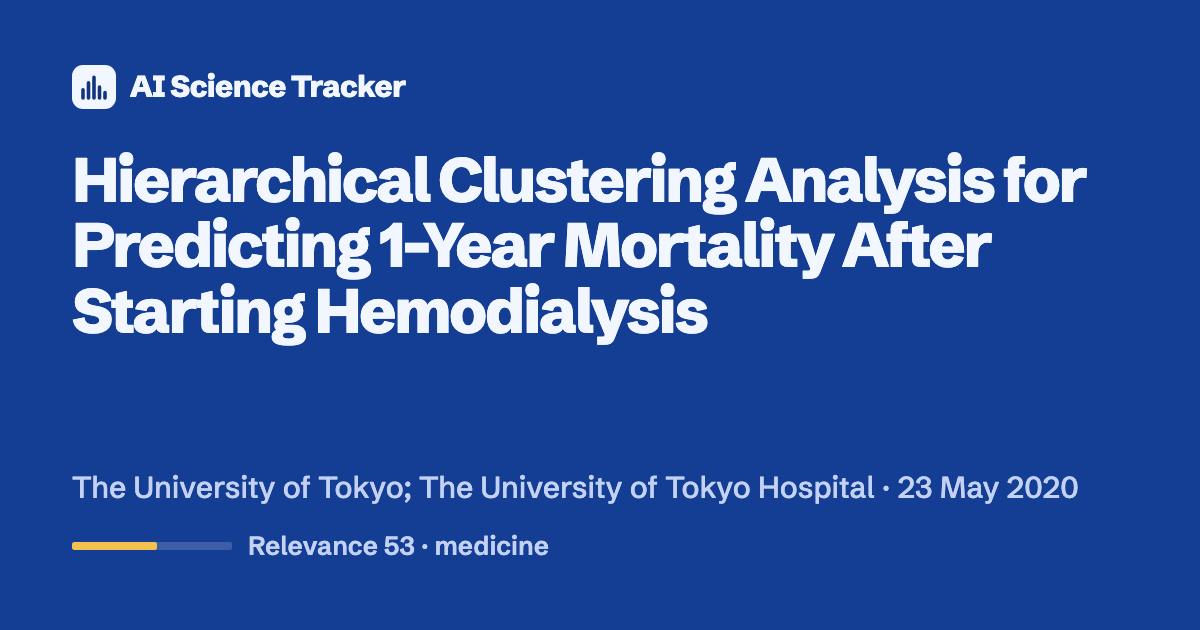 AI Science Tracker
Hierarchical Clustering Analysis for
Predicting 1-Year Mortality After
Starting Hemodialysis
The University of Tokyo; The University of Tokyo Hospital · 23 May 2020
Relevance 53 · medicine